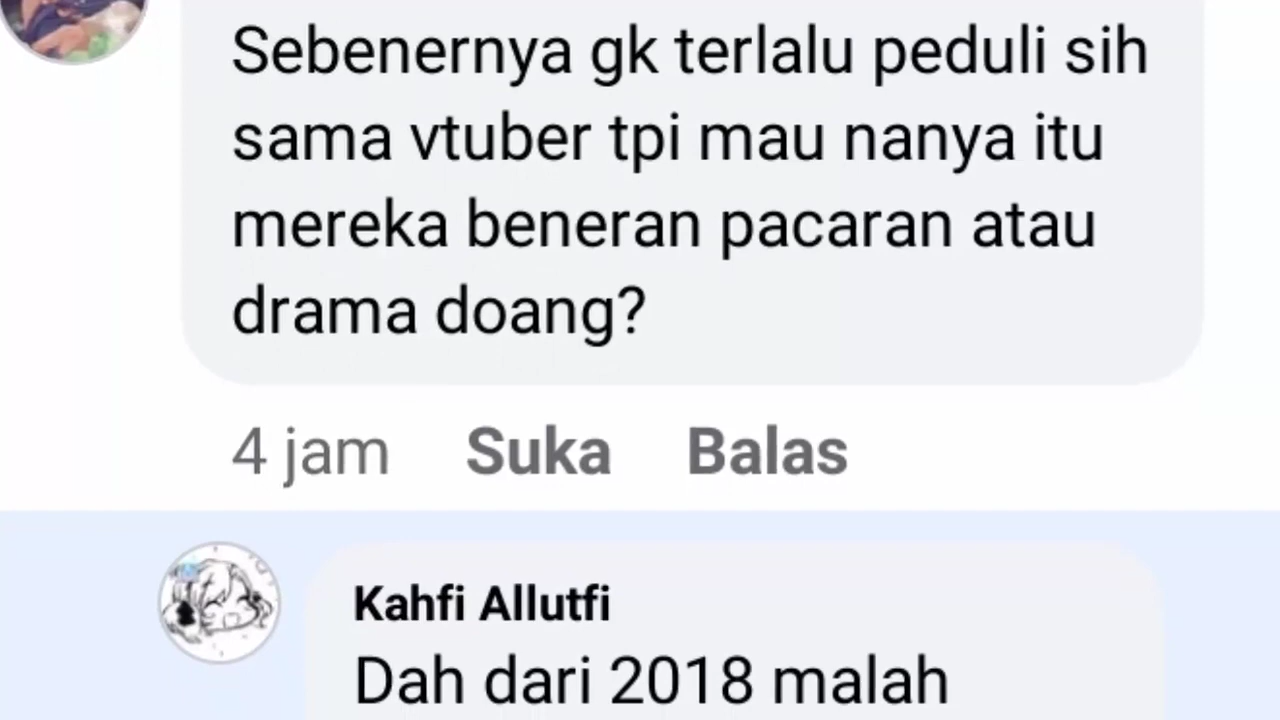 Sebenernya gk terlalu peduli sih
sama vtuber tpi mau nanya itu
mereka beneran pacaran atau
drama doang?
4 jam Suka Balas
Kahfi Allutfi
Dah dari 2018 malah